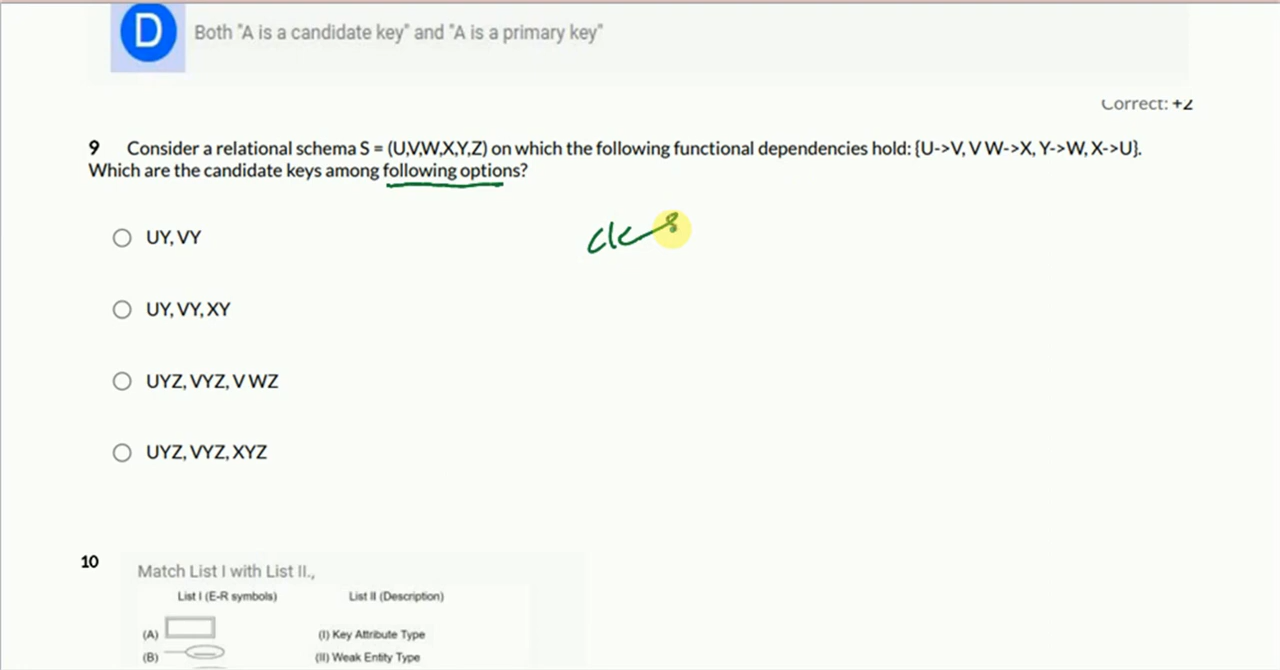 D Both "A is a candidate key" and "A is a primary key"
Correct: +2
9 Consider a relational schema S = (U,V,W,X,Y,Z) on which the following functional dependencies hold: {U->V, V W->X, Y->W, X->U}.
Which are the candidate keys among following options?
UY, VY
UY, VY, XY
UYZ, VYZ, V WZ
UYZ, VYZ, XYZ
10
Match List I with List II.,
List I (E-R symbols) List II (Description)
(A) (I) Key Attribute Type
(B) (II) Weak Entity Type